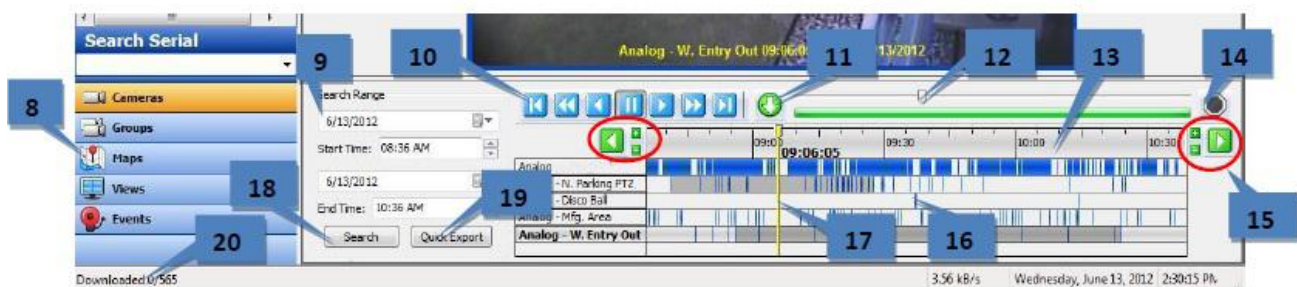 Search Serial
Analog - W. Entry Out 09:06:0 13/2012
8
9
10
11
12
13
14
Cameras
Groups
Maps
Views
Events
Search Range
6/13/2012
Start Time: 08:36 AM
6/13/2012
End Time: 10:36 AM
Search
Quick Export
09:00
09:06:05
09:30
10:00
10:30
Analog
- N. Parking PTZ
- Disco Ball
Analog - Mfg. Area
Analog - W. Entry Out
18
19
20
17
16
15
Downloaded 0/565
3.56 kB/s
Wednesday, June 13, 2012
2:30:15 PM